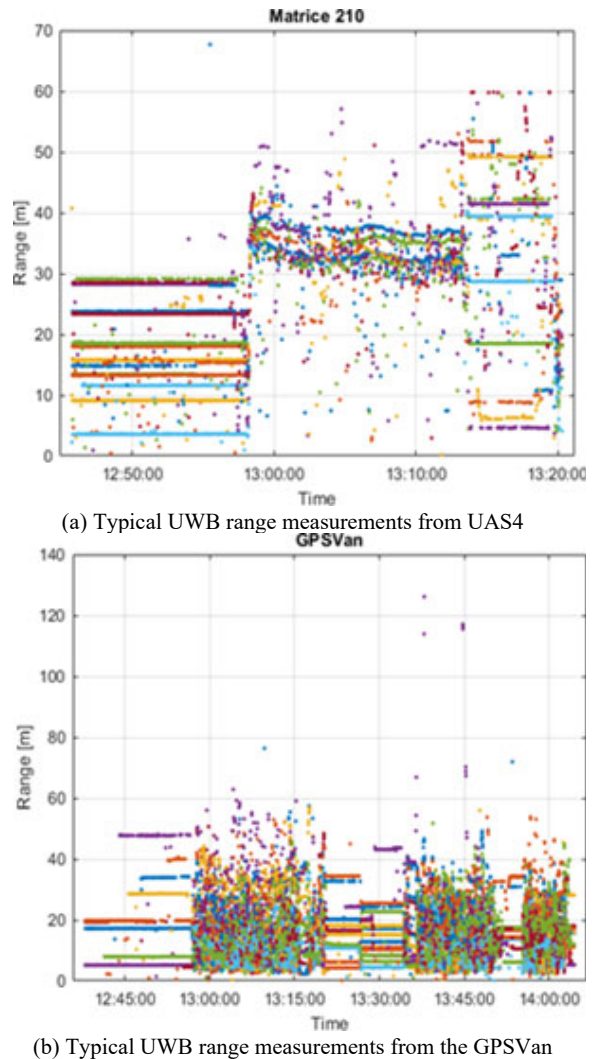 Matrice 210
70
60
50
40
30
20
10
0
Range [m]
12:50:00 13:00:00 13:10:00 13:20:00
Time
(a) Typical UWB range measurements from UAS4
GPSVan
140
120
100
80
60
40
20
0
Range [m]
12:45:00 13:00:00 13:15:00 13:30:00 13:45:00 14:00:00
Time
(b) Typical UWB range measurements from the GPSVan